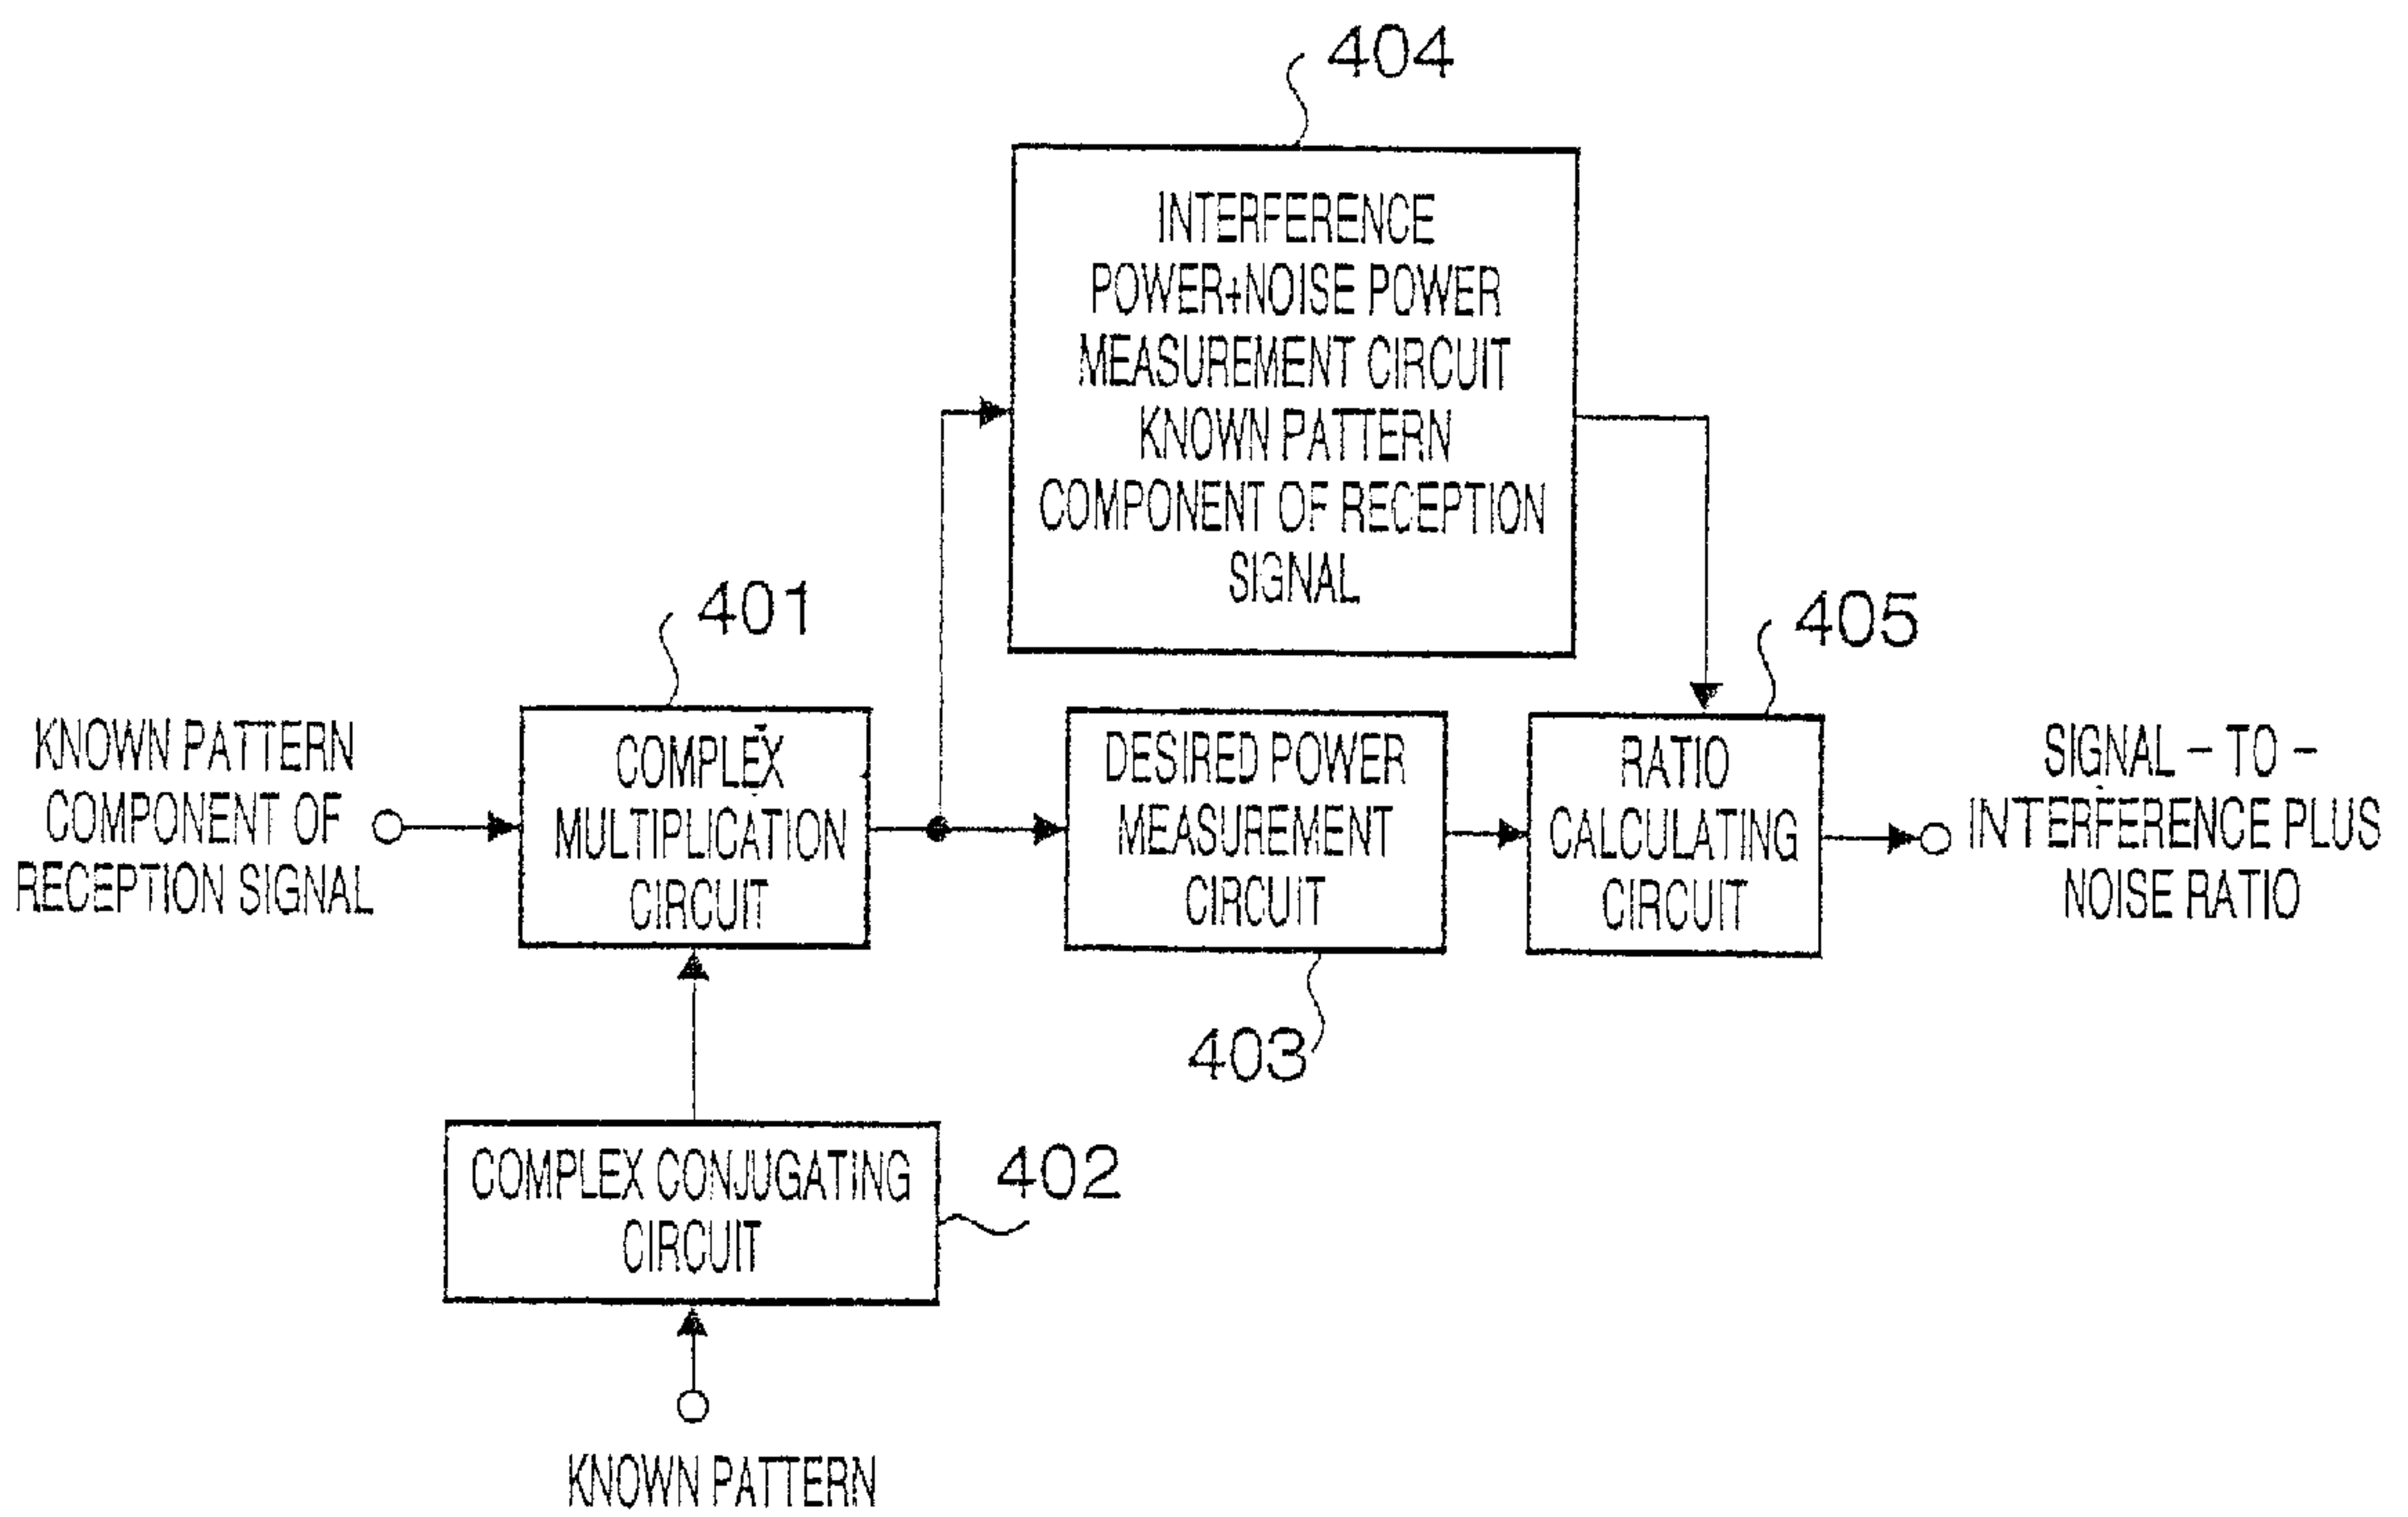 404
INTERFERENCE
POWER+NOISE POWER
MEASUREMENT CIRCUIT
KNOWN PATTERN
COMPONENT OF RECEPTION
SIGNAL
401
405
KNOWN PATTERN
COMPONENT OF
RECEPTION SIGNAL
COMPLEX
MULTIPLICATION
CIRCUIT
DESIRED POWER
MEASUREMENT
CIRCUIT
RATIO
CALCULATING
CIRCUIT
SIGNAL – TO –
INTERFERENCE PLUS
NOISE RATIO
403
COMPLEX CONJUGATING
CIRCUIT
402
KNOWN PATTERN